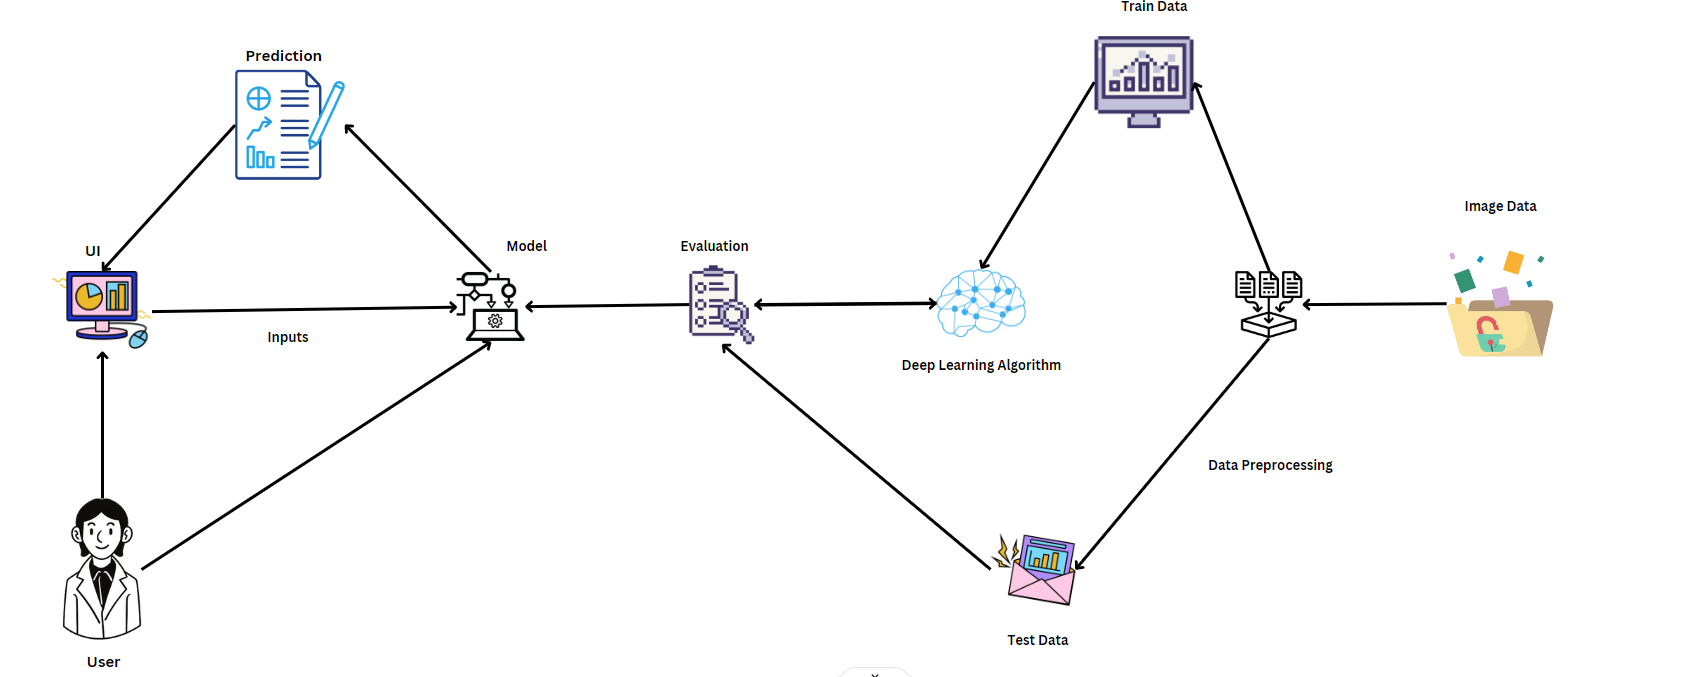 Train Data
Prediction
Image Data
UI
Model
Evaluation
Inputs
Deep Learning Algorithm
Data Preprocessing
Test Data
User